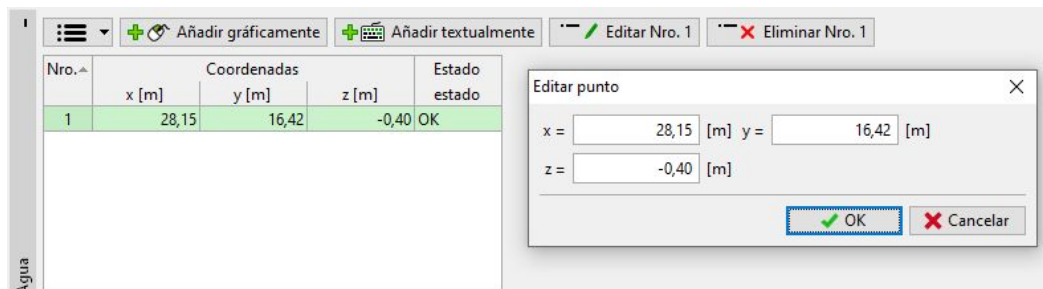 Añadir gráficamente Añadir textualmente Editar Nro. 1 Eliminar Nro. 1
Nro. Coordenadas Estado
x [m] y [m] z [m] estado
1 28,15 16,42 -0,40 OK
Editar punto
x = 28,15 [m] y = 16,42 [m]
z = -0,40 [m]
OK Cancelar
Agua